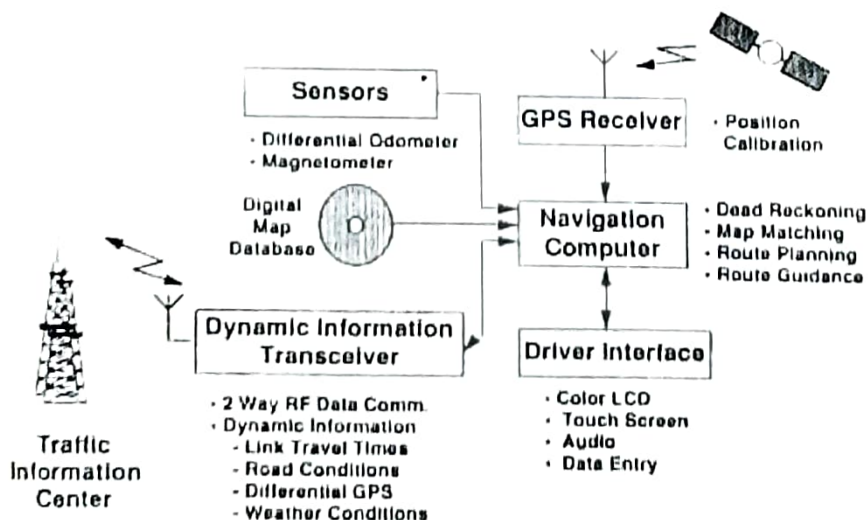 Sensors
· Differential Odometer
· Magnetometer
GPS Receiver
· Position
Calibration
Digital
Map
Database
Navigation
Computer
· Dead Reckoning
· Map Matching
· Route Planning
· Route Guidance
Dynamic Information
Transceiver
· 2 Way RF Data Comm.
· Dynamic Information
- Link Travel Times
- Road Conditions
- Differential GPS
- Weather Conditions
Driver Interface
· Color LCD
· Touch Screen
· Audio
· Data Entry
Traffic
Information
Center